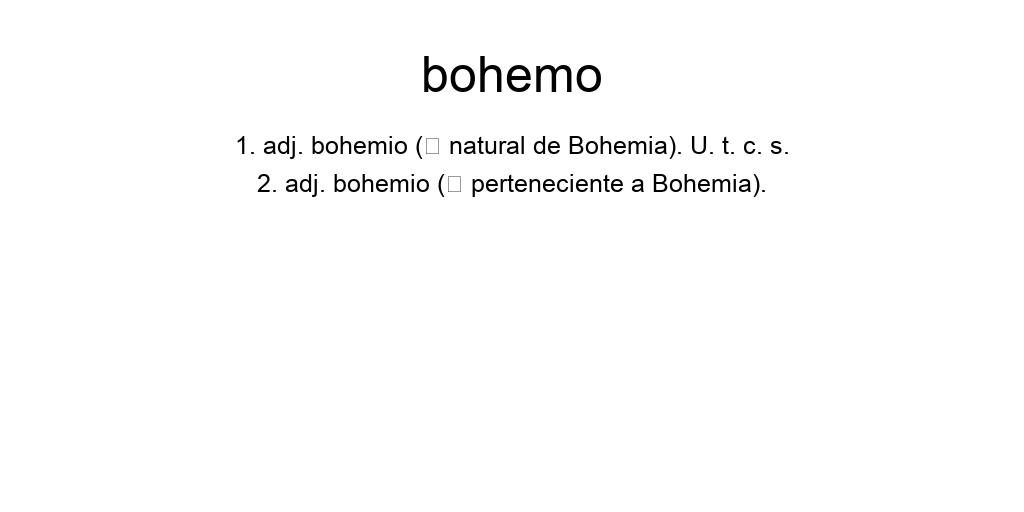 bohemo
1. adj. bohemio (□ natural de Bohemia). U. t. c. s.
2. adj. bohemio (□ perteneciente a Bohemia).